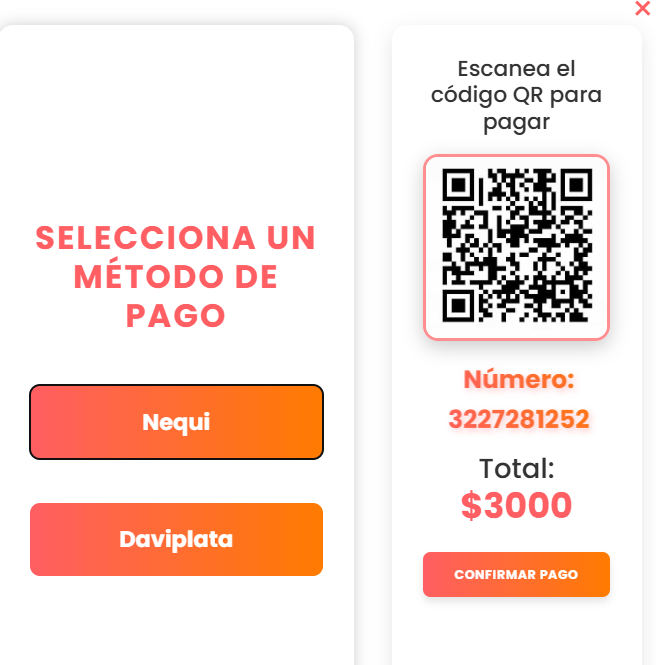 SELECCIONA UN
MÉTODO DE
PAGO
Nequi
Daviplata
Escanea el
código QR para
pagar
Número:
3227281252
Total:
$3000
CONFIRMAR PAGO